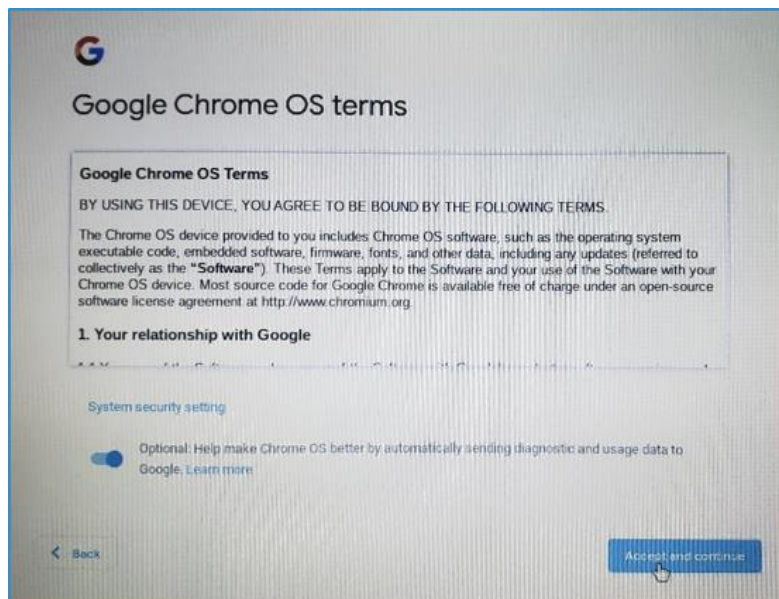 Google Chrome OS terms
Google Chrome OS Terms
BY USING THIS DEVICE, YOU AGREE TO BE BOUND BY THE FOLLOWING TERMS.
The Chrome OS device provided to you includes Chrome OS software, such as the operating system
executable code, embedded software, firmware, fonts, and other data, including any updates (referred to
collectively as the "Software"). These Terms apply to the Software and your use of the Software with your
Chrome OS device. Most source code for Google Chrome is available free of charge under an open-source
software license agreement at http://www.chromium.org.
1. Your relationship with Google
System security setting
Optional: Help make Chrome OS better by automatically sending diagnostic and usage data to
Google. Learn more
Back
Accept and continue